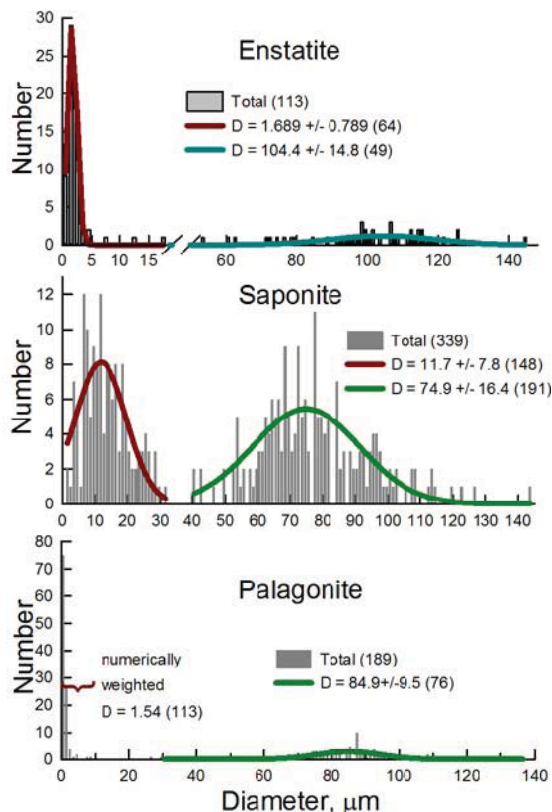 Enstatite
Number
30
25
20
15
10
5
0
Total (113)
D = 1.689 +/- 0.789 (64)
D = 104.4 +/- 14.8 (49)
0 5 10 15 60 80 100 120 140
Saponite
Number
12
10
8
6
4
2
0
Total (339)
D = 11.7 +/- 7.8 (148)
D = 74.9 +/- 16.4 (191)
0 10 20 30 40 50 60 70 80 90 100 110 120 130 140
Palagonite
Number
80
70
60
50
40
30
20
10
0
numerically
weighted
D = 1.54 (113)
Total (189)
D = 84.9+/-9.5 (76)
0 20 40 60 80 100 120 140
Diameter, µm